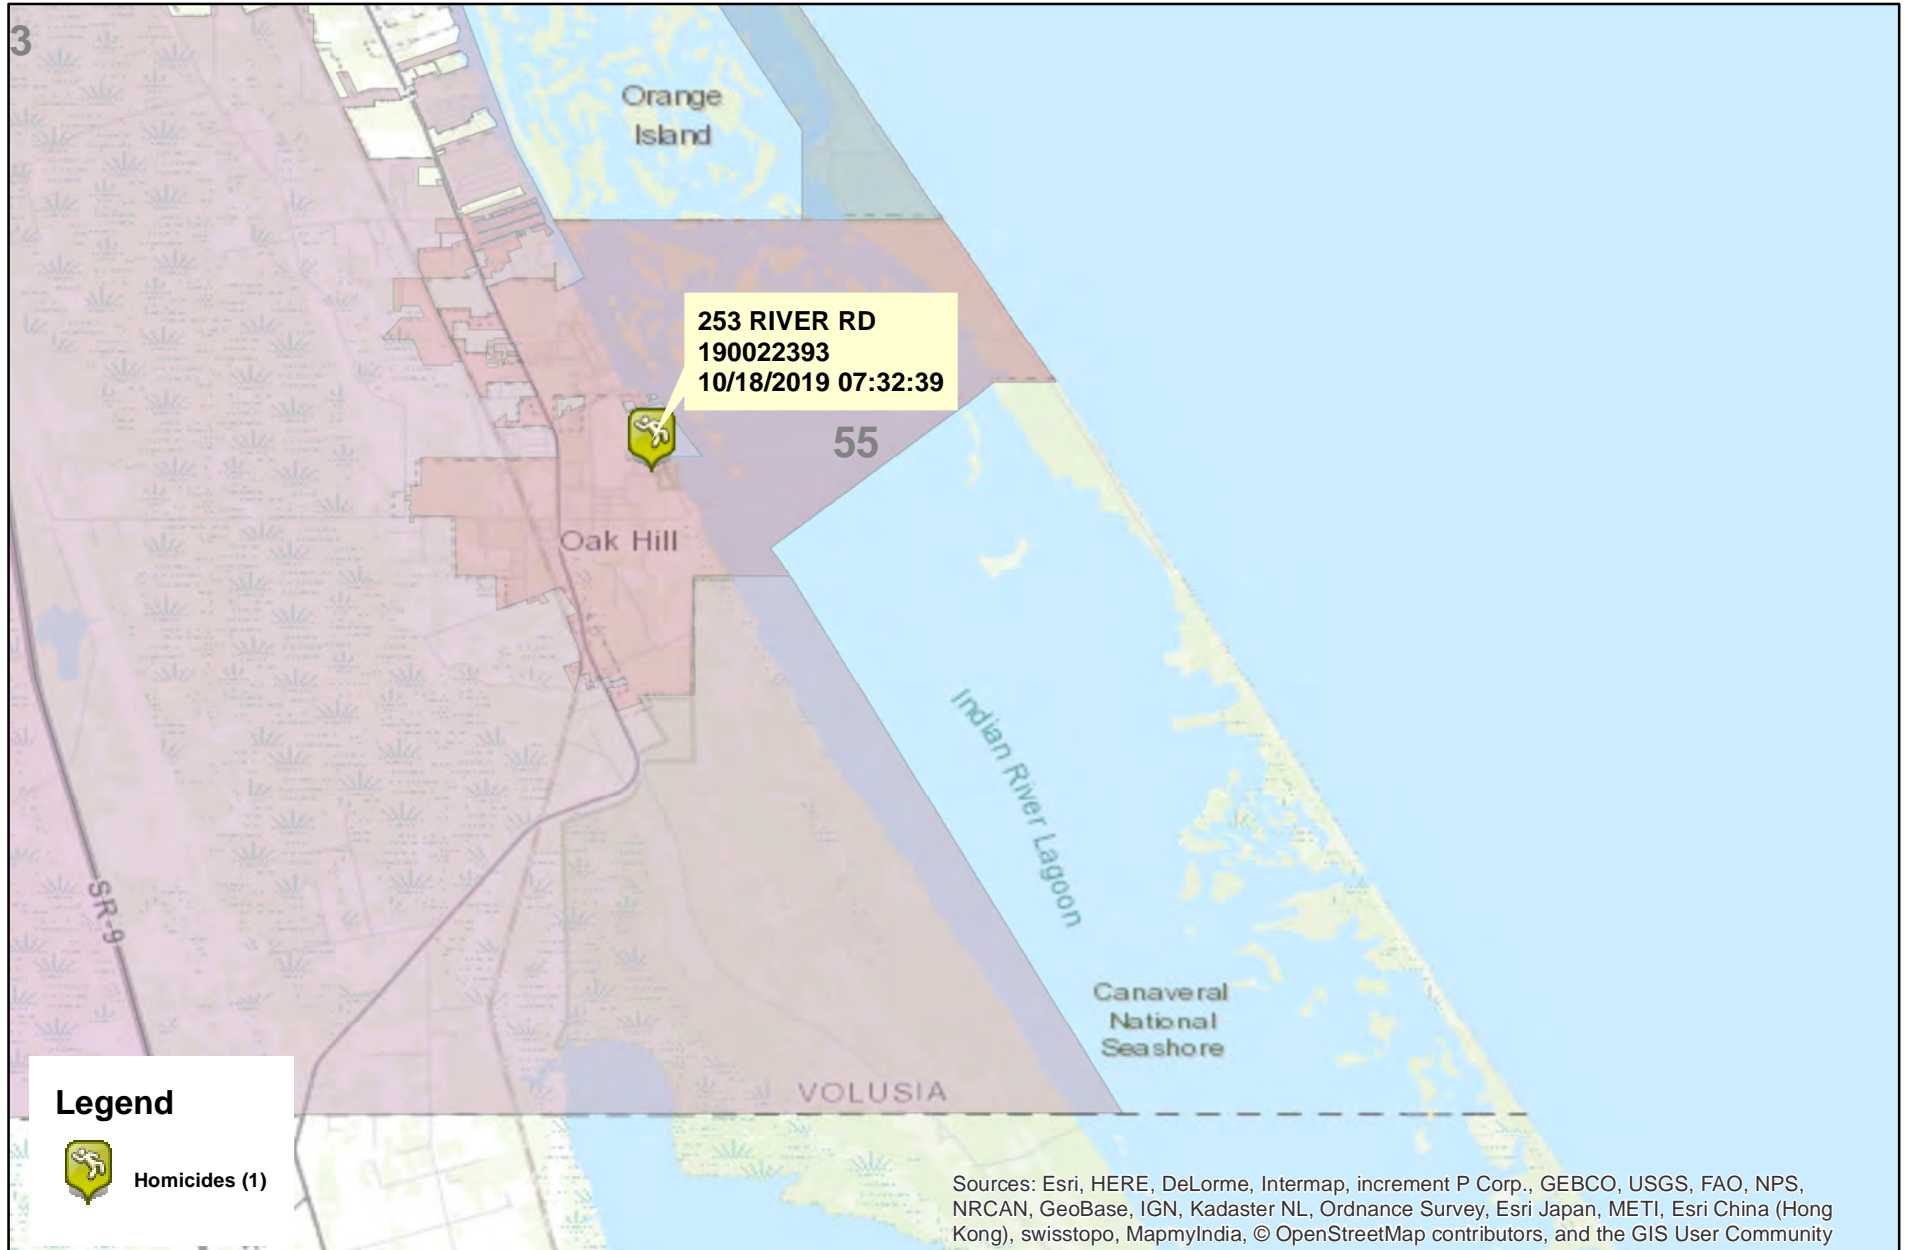 3
Orange
Island
253 RIVER RD
190022393
10/18/2019 07:32:39
55
Oak Hill
Indian River Lagoon
SR-9
Canaveral
National
Seashore
VOLUSIA
Legend
Homicides (1)
Sources: Esri, HERE, DeLorme, Intermap, increment P Corp., GEBCO, USGS, FAO, NPS,
NRCAN, GeoBase, IGN, Kadaster NL, Ordnance Survey, Esri Japan, METI, Esri China (Hong
Kong), swisstopo, MapmyIndia, © OpenStreetMap contributors, and the GIS User Community